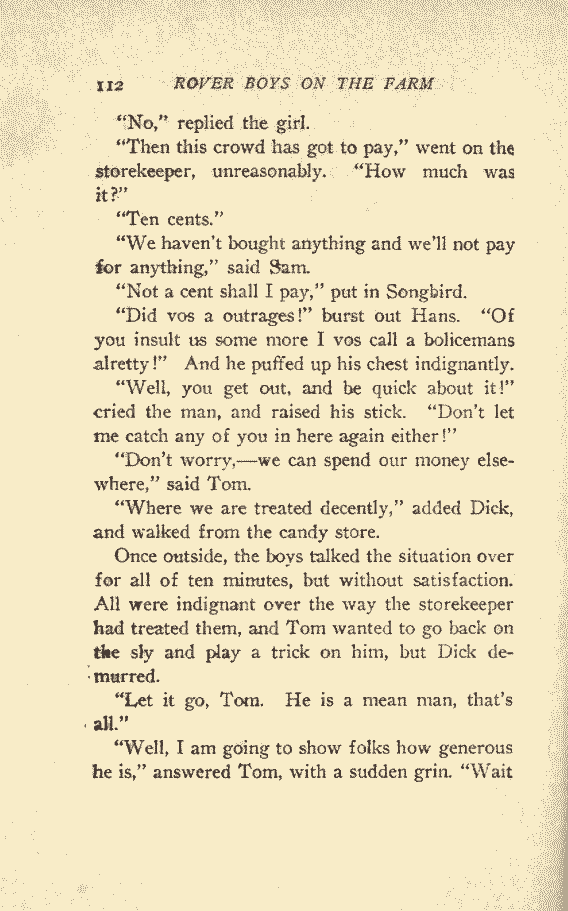 112 ROVER BOYS ON THE FARM
“No,” replied the girl.
“Then this crowd has got to pay,” went on the
storekeeper, unreasonably. “How much was
it?”
“Ten cents.”
“We haven’t bought anything and we’ll not pay
for anything,” said Sam.
“Not a cent shall I pay,” put in Songbird.
“Did vos a outrages!” burst out Hans. “Of
you insult us some more I vos call a bolicemans
alretty!” And he puffed up his chest indignantly.
“Well, you get out, and be quick about it!”
cried the man, and raised his stick. “Don’t let
me catch any of you in here again either!”
“Don’t worry,—we can spend our money else-
where,” said Tom.
“Where we are treated decently,” added Dick,
and walked from the candy store.
Once outside, the boys talked the situation over
for all of ten minutes, but without satisfaction.
All were indignant over the way the storekeeper
had treated them, and Tom wanted to go back on
the sly and play a trick on him, but Dick de-
murred.
“Let it go, Tom. He is a mean man, that’s
all.”
“Well, I am going to show folks how generous
he is,” answered Tom, with a sudden grin. “Wait